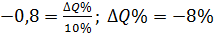 −0,8 = ΔQ%/10%; ΔQ% = −8%